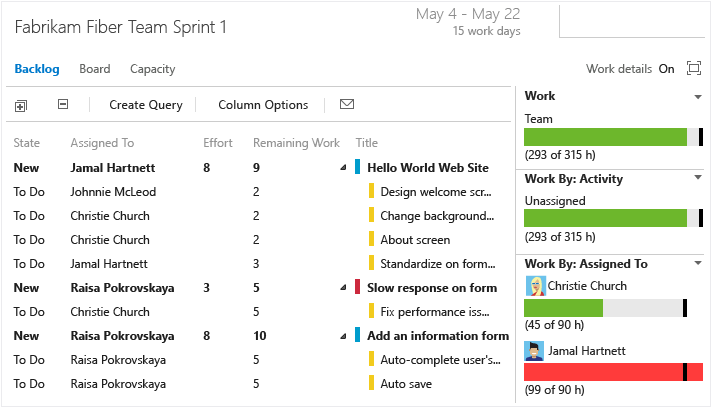 Fabrikam Fiber Team Sprint 1
May 4 - May 22
15 work days
Backlog Board Capacity
Work details On
Create Query Column Options
State Assigned To Effort Remaining Work Title
New Jamal Hartnett 8 9 Hello World Web Site
To Do Johnnie McLeod 2 Design welcome scr...
To Do Christie Church 2 Change background...
To Do Christie Church 2 About screen
To Do Jamal Hartnett 3 Standardize on form...
New Raisa Pokrovskaya 3 5 Slow response on form
To Do Christie Church 5 Fix performance iss...
New Raisa Pokrovskaya 8 10 Add an information form
To Do Raisa Pokrovskaya 5 Auto-complete user's...
To Do Raisa Pokrovskaya 5 Auto save
Work
Team
(293 of 315 h)
Work By: Activity
Unassigned
(293 of 315 h)
Work By: Assigned To
Christie Church
(45 of 90 h)
Jamal Hartnett
(99 of 90 h)